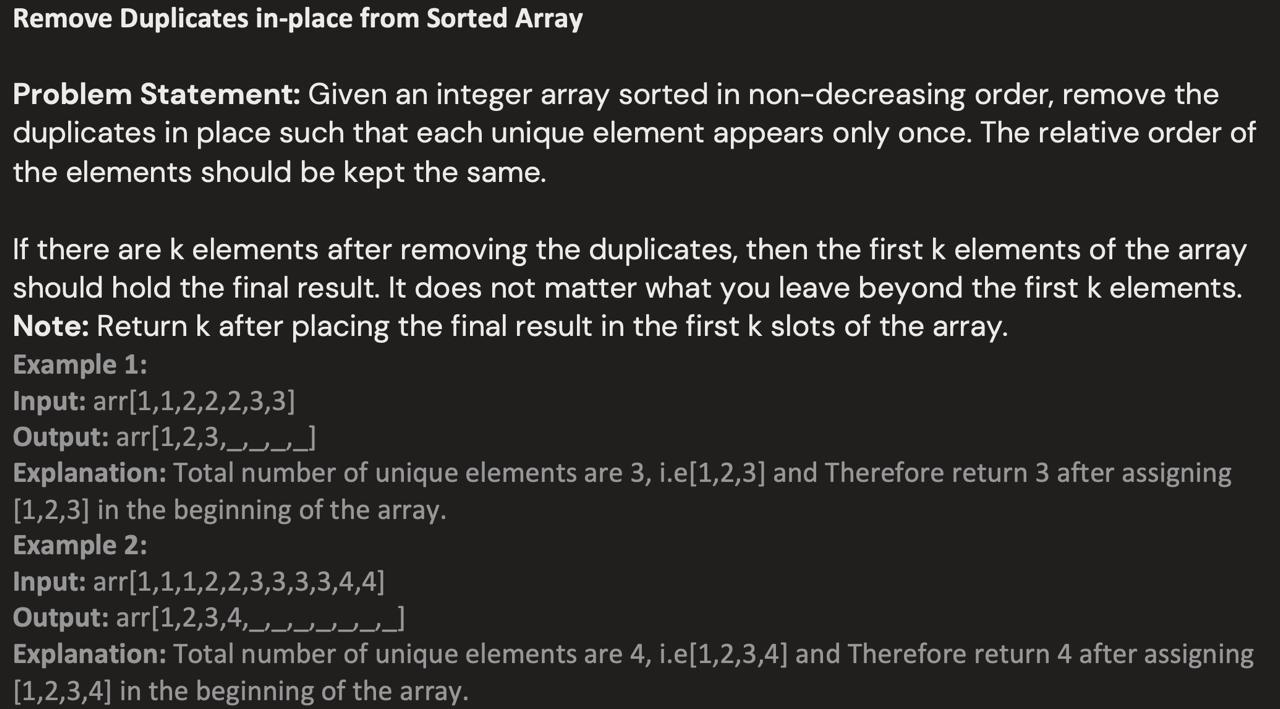 Remove Duplicates in-place from Sorted Array
Problem Statement: Given an integer array sorted in non-decreasing order, remove the
duplicates in place such that each unique element appears only once. The relative order of
the elements should be kept the same.
If there are k elements after removing the duplicates, then the first k elements of the array
should hold the final result. It does not matter what you leave beyond the first k elements.
Note: Return k after placing the final result in the first k slots of the array.
Example 1:
Input: arr[1,1,2,2,2,3,3]
Output: arr[1,2,3,_,_,_,_]
Explanation: Total number of unique elements are 3, i.e[1,2,3] and Therefore return 3 after assigning
[1,2,3] in the beginning of the array.
Example 2:
Input: arr[1,1,1,2,2,3,3,3,3,4,4]
Output: arr[1,2,3,4,_,_,_,_,_,_,_]
Explanation: Total number of unique elements are 4, i.e[1,2,3,4] and Therefore return 4 after assigning
[1,2,3,4] in the beginning of the array.